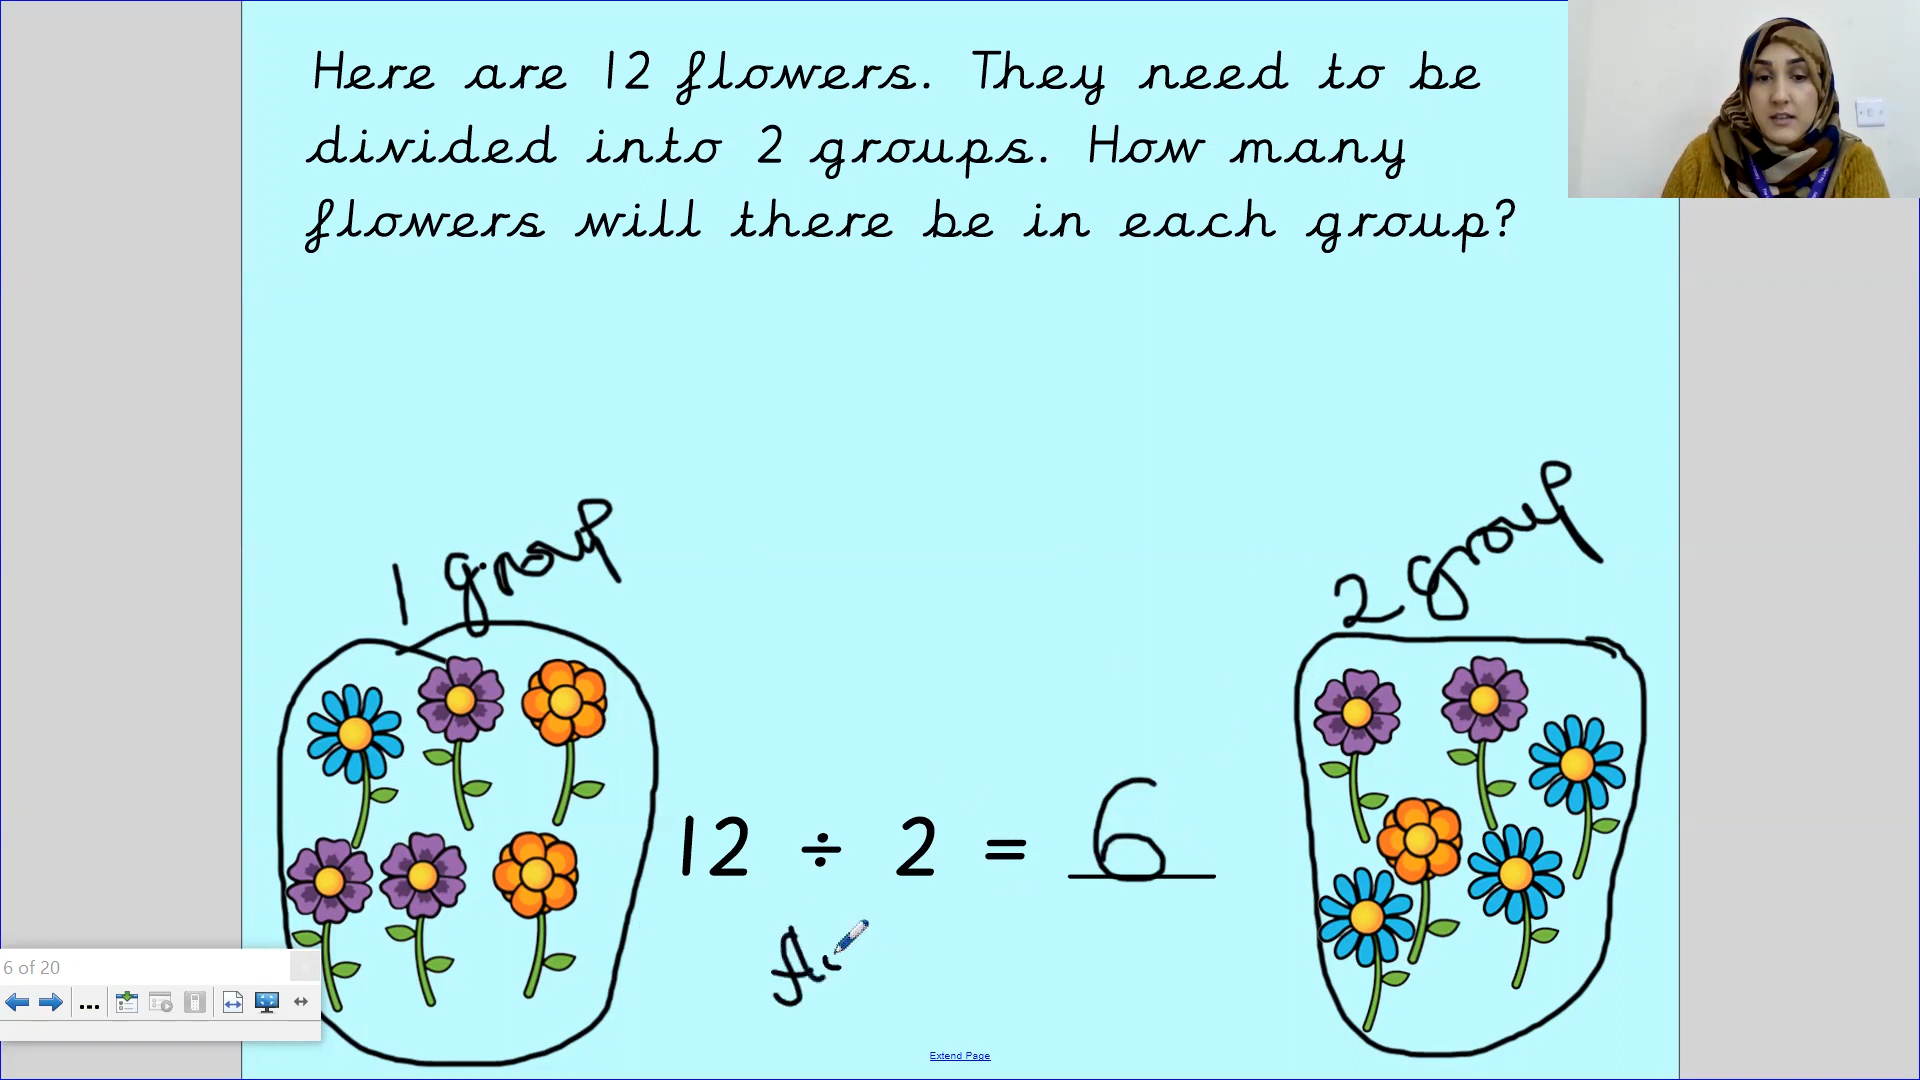 Here are 12 flowers. They need to be
divided into 2 groups. How many
flowers will there be in each group?
1 group
2 group
12 ÷ 2 = 6
6 of 20
Extend Page